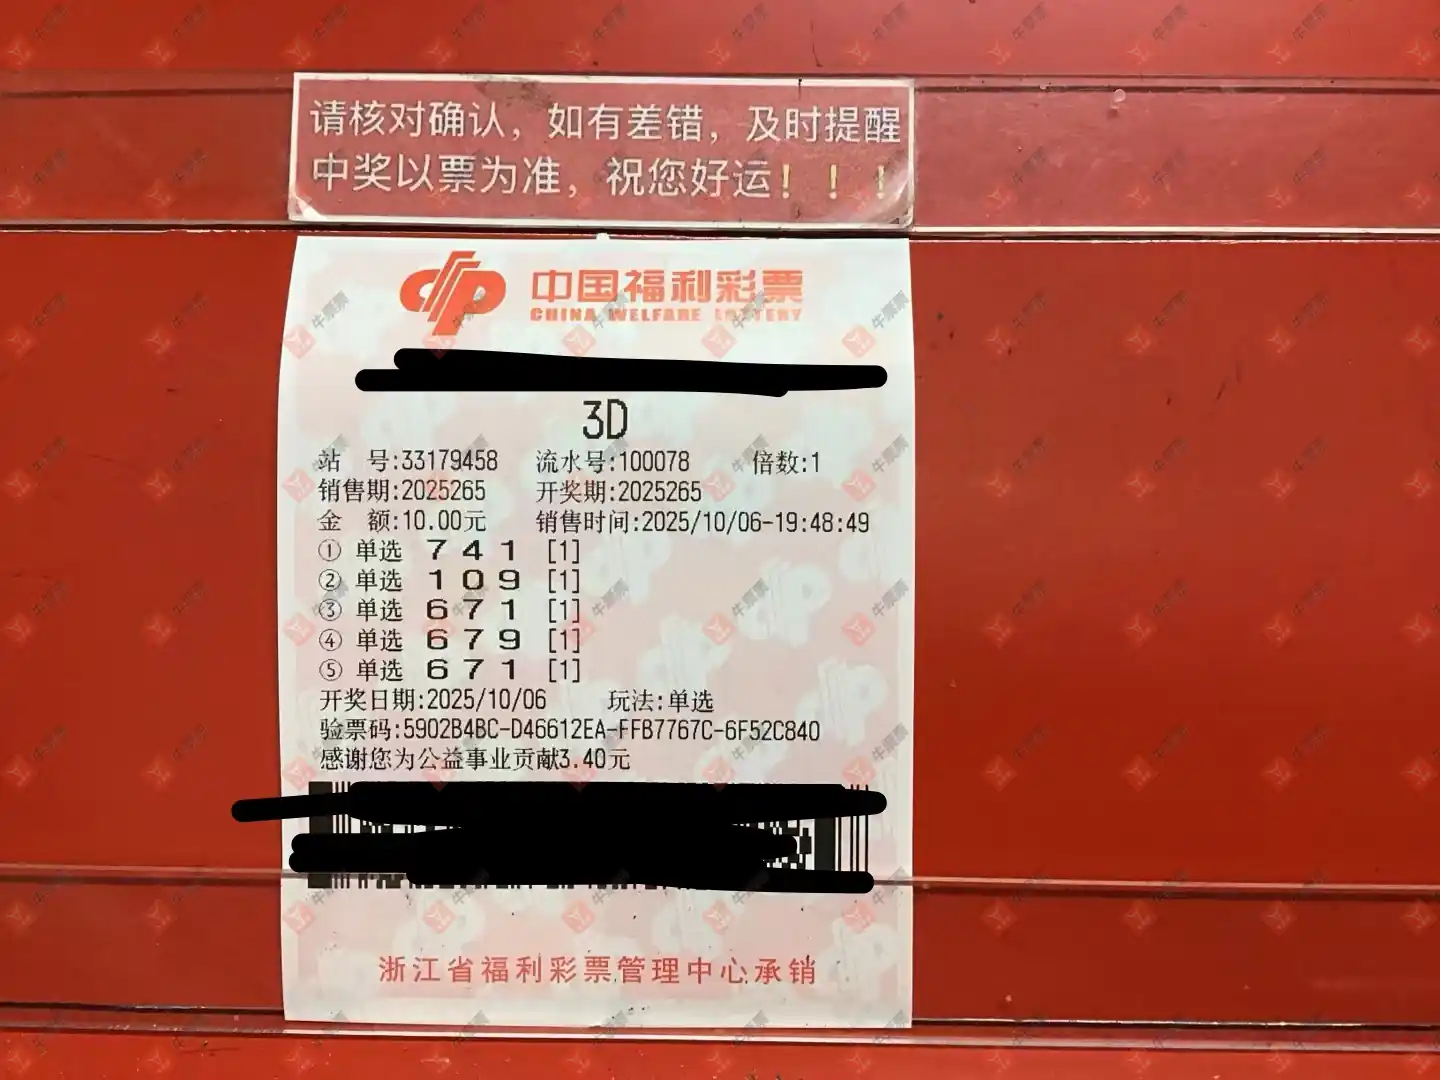 请核对确认，如有差错，及时提醒
中奖以票为准，祝您好运！！！
中国福利彩票
CHINA WELFARE LOTTERY
3D
站 号:33179458 流水号:100078 倍数:1
销售期:2025265 开奖期:2025265
金 额:10.00元 销售时间:2025/10/06-19:48:49
① 单选 7 4 1 [1]
② 单选 1 0 9 [1]
③ 单选 6 7 1 [1]
④ 单选 6 7 9 [1]
⑤ 单选 6 7 1 [1]
开奖日期:2025/10/06 玩法:单选
验票码:5902B4BC-D46612EA-FFB7767C-6F52C840
感谢您为公益事业贡献3.40元
浙江省福利彩票管理中心承销
牛票票